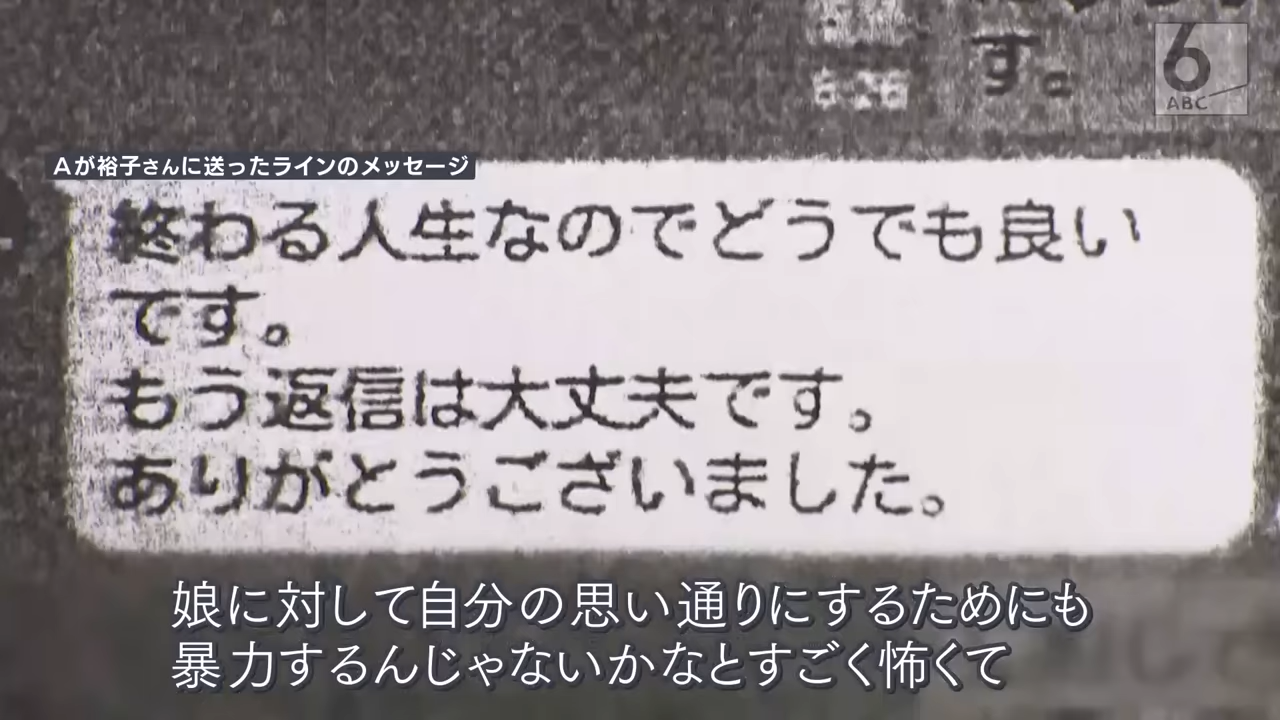 す。
6:26
6
ABC
Aが裕子さんに送ったラインのメッセージ
終わる人生なのでどうでも良い
です。
もう返信は大丈夫です。
ありがとうございました。
娘に対して自分の思い通りにするためにも
暴力するんじゃないかなとすごく怖くて